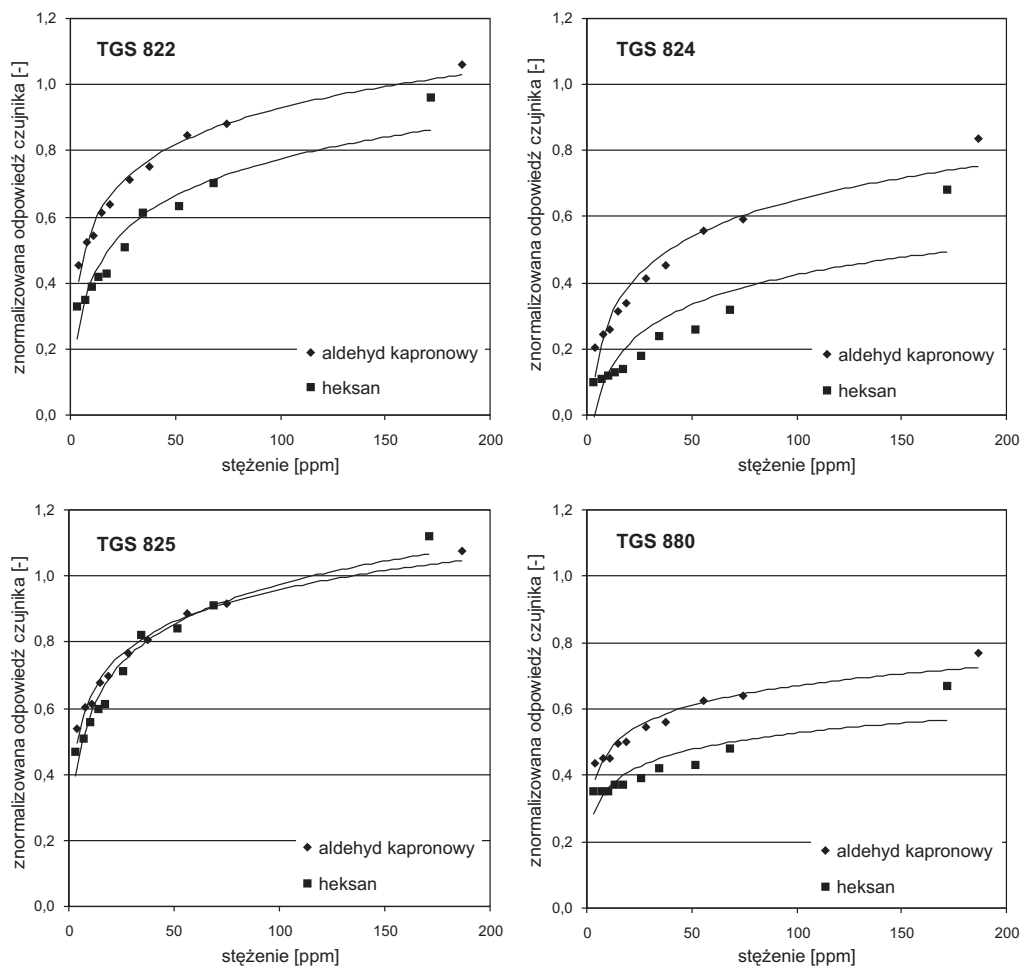 TGS 822
znormalizowana odpowiedź czujnika [-]
1,2
1,0
0,8
0,6
0,4
0,2
0,0
aldehyd kapronowy
heksan
0 50 100 150 200
stężenie [ppm]
TGS 824
znormalizowana odpowiedź czujnika [-]
1,2
1,0
0,8
0,6
0,4
0,2
0,0
aldehyd kapronowy
heksan
0 50 100 150 200
stężenie [ppm]
TGS 825
znormalizowana odpowiedź czujnika [-]
1,2
1,0
0,8
0,6
0,4
0,2
0,0
aldehyd kapronowy
heksan
0 50 100 150 200
stężenie [ppm]
TGS 880
znormalizowana odpowiedź czujnika [-]
1,2
1,0
0,8
0,6
0,4
0,2
0,0
aldehyd kapronowy
heksan
0 50 100 150 200
stężenie [ppm]